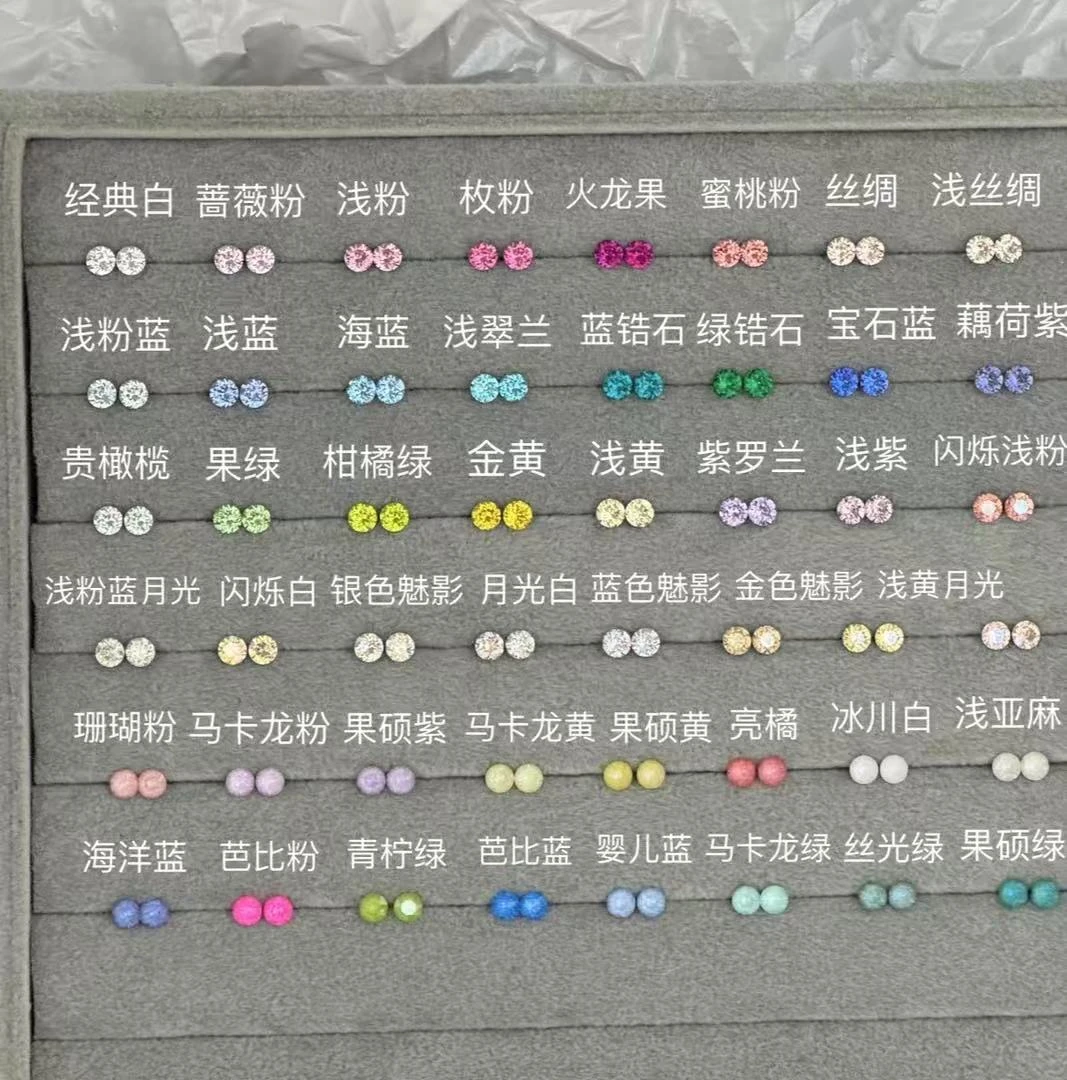 经典白 蔷薇粉 浅粉 枚粉 火龙果 蜜桃粉 丝绸 浅丝绸
浅粉蓝 浅蓝 海蓝 浅翠兰 蓝锆石 绿锆石 宝石蓝 藕荷紫
贵橄榄 果绿 柑橘绿 金黄 浅黄 紫罗兰 浅紫 闪烁浅粉
浅粉蓝月光 闪烁白 银色魅影 月光白 蓝色魅影 金色魅影 浅黄月光
珊瑚粉 马卡龙粉 果硕紫 马卡龙黄 果硕黄 亮橘 冰川白 浅亚麻
海洋蓝 芭比粉 青柠绿 芭比蓝 婴儿蓝 马卡龙绿 丝光绿 果硕绿